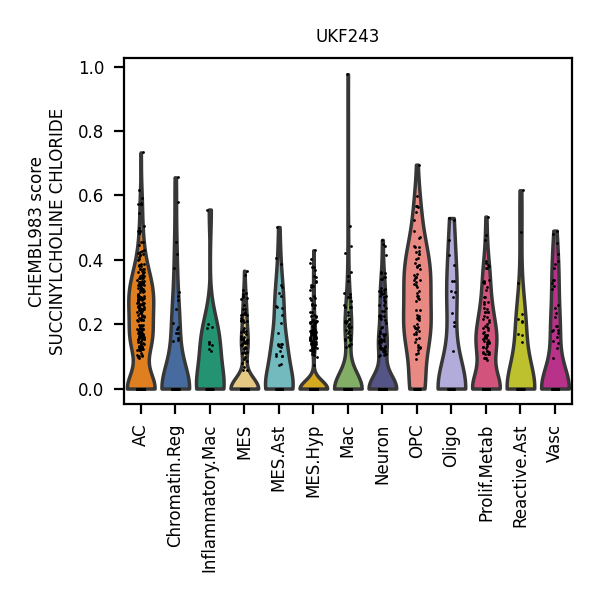 UKF243
CHEMBL983 score
SUCCINYLCHOLINE CHLORIDE
1.0
0.8
0.6
0.4
0.2
0.0
AC
Chromatin.Reg
Inflammatory.Mac
MES
MES.Ast
MES.Hyp
Mac
Neuron
OPC
Oligo
Prolif.Metab
Reactive.Ast
Vasc